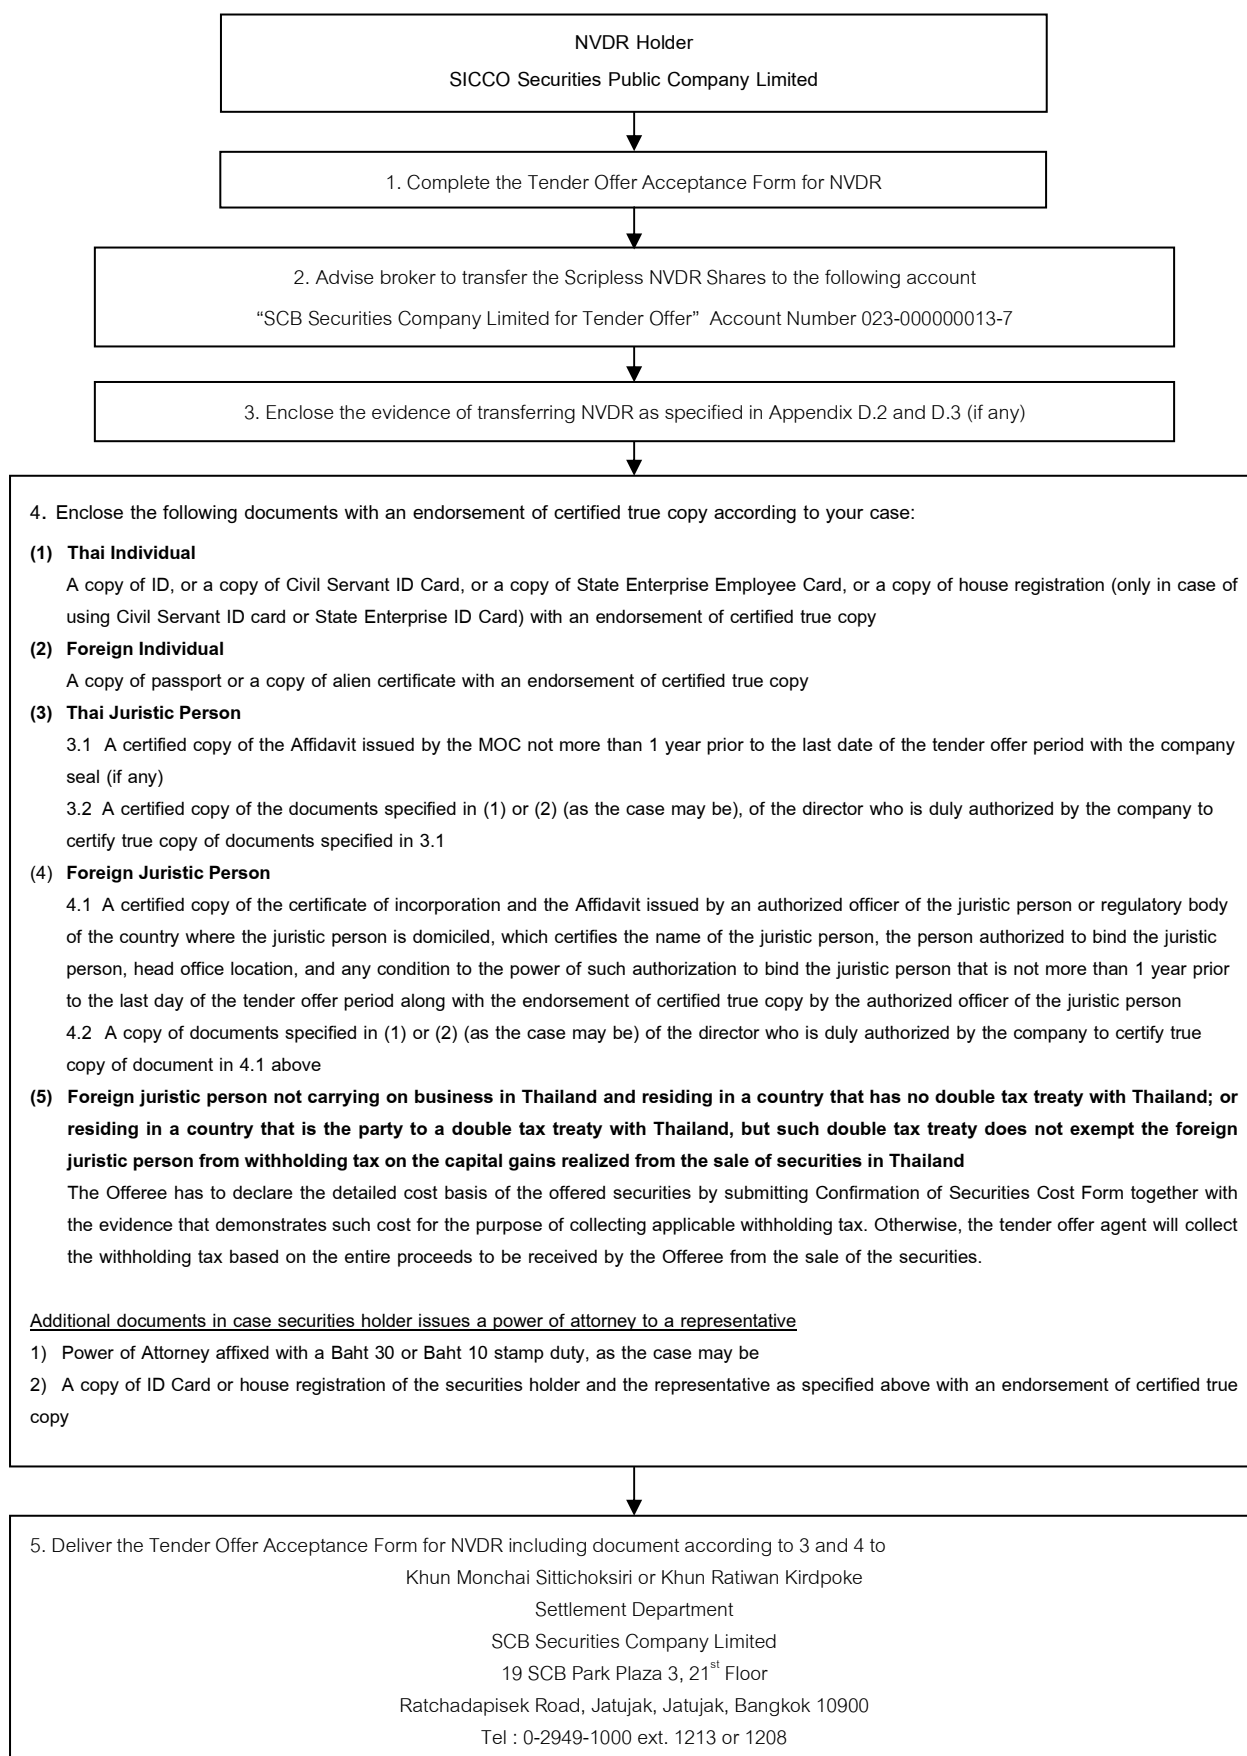 NVDR Holder
SICCO Securities Public Company Limited
1. Complete the Tender Offer Acceptance Form for NVDR
2. Advise broker to transfer the Scripless NVDR Shares to the following account
“SCB Securities Company Limited for Tender Offer” Account Number 023-000000013-7
3. Enclose the evidence of transferring NVDR as specified in Appendix D.2 and D.3 (if any)
4. Enclose the following documents with an endorsement of certified true copy according to your case:
(1) Thai Individual
A copy of ID, or a copy of Civil Servant ID Card, or a copy of State Enterprise Employee Card, or a copy of house registration (only in case of
using Civil Servant ID card or State Enterprise ID Card) with an endorsement of certified true copy
(2) Foreign Individual
A copy of passport or a copy of alien certificate with an endorsement of certified true copy
(3) Thai Juristic Person
3.1 A certified copy of the Affidavit issued by the MOC not more than 1 year prior to the last date of the tender offer period with the company
seal (if any)
3.2 A certified copy of the documents specified in (1) or (2) (as the case may be), of the director who is duly authorized by the company to
certify true copy of documents specified in 3.1
(4) Foreign Juristic Person
4.1 A certified copy of the certificate of incorporation and the Affidavit issued by an authorized officer of the juristic person or regulatory body
of the country where the juristic person is domiciled, which certifies the name of the juristic person, the person authorized to bind the juristic
person, head office location, and any condition to the power of such authorization to bind the juristic person that is not more than 1 year prior
to the last day of the tender offer period along with the endorsement of certified true copy by the authorized officer of the juristic person
4.2 A copy of documents specified in (1) or (2) (as the case may be) of the director who is duly authorized by the company to certify true
copy of document in 4.1 above
(5) Foreign juristic person not carrying on business in Thailand and residing in a country that has no double tax treaty with Thailand; or
residing in a country that is the party to a double tax treaty with Thailand, but such double tax treaty does not exempt the foreign
juristic person from withholding tax on the capital gains realized from the sale of securities in Thailand
The Offeree has to declare the detailed cost basis of the offered securities by submitting Confirmation of Securities Cost Form together with
the evidence that demonstrates such cost for the purpose of collecting applicable withholding tax. Otherwise, the tender offer agent will collect
the withholding tax based on the entire proceeds to be received by the Offeree from the sale of the securities.
Additional documents in case securities holder issues a power of attorney to a representative
1) Power of Attorney affixed with a Baht 30 or Baht 10 stamp duty, as the case may be
2) A copy of ID Card or house registration of the securities holder and the representative as specified above with an endorsement of certified true
copy
5. Deliver the Tender Offer Acceptance Form for NVDR including document according to 3 and 4 to
Khun Monchai Sittichoksiri or Khun Ratiwan Kirdpoke
Settlement Department
SCB Securities Company Limited
19 SCB Park Plaza 3, 21st Floor
Ratchadapisek Road, Jatujak, Jatujak, Bangkok 10900
Tel : 0-2949-1000 ext. 1213 or 1208